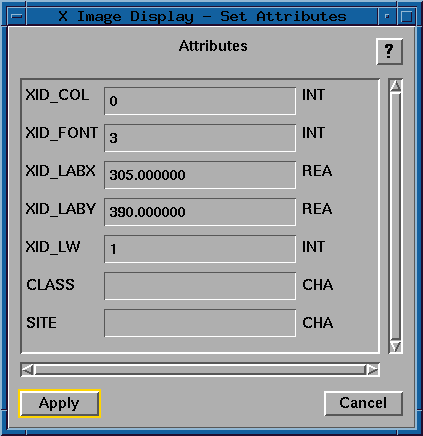 X Image Display - Set Attributes
Attributes
?
XID_COL 0 INT
XID_FONT 3 INT
XID_LABX 305.000000 REA
XID_LABY 390.000000 REA
XID_LW 1 INT
CLASS CHA
SITE CHA
Apply Cancel